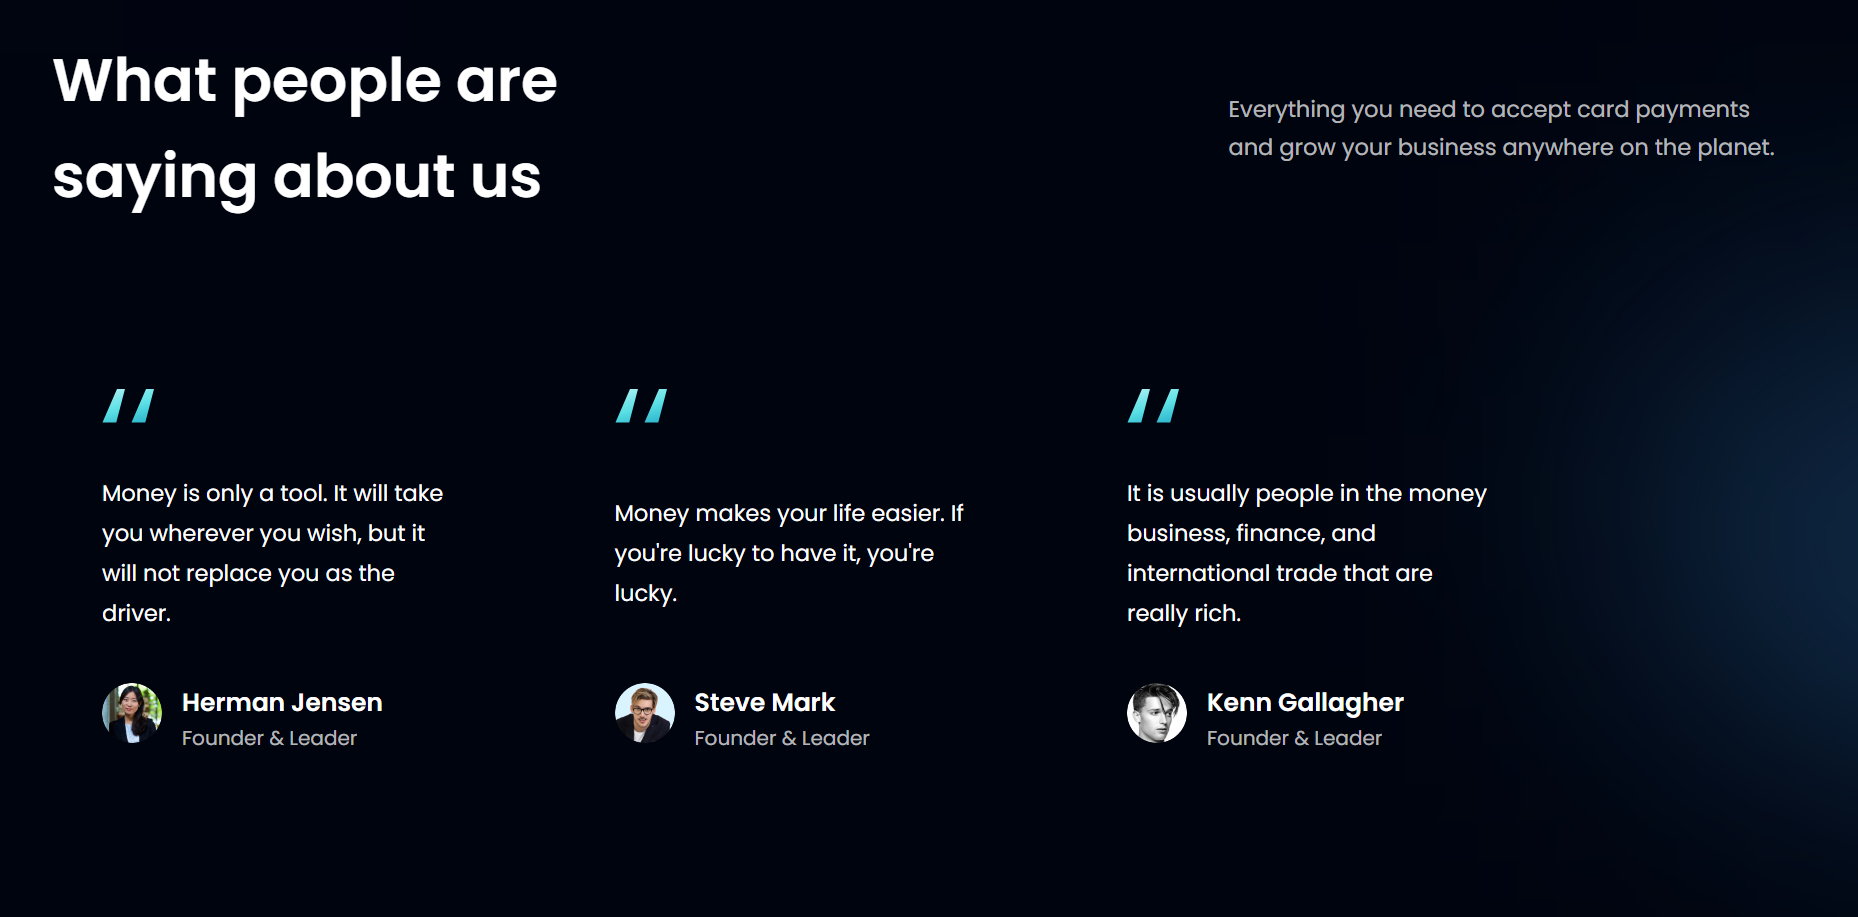 What people are
saying about us
Everything you need to accept card payments
and grow your business anywhere on the planet.
Money is only a tool. It will take
you wherever you wish, but it
will not replace you as the
driver.
Herman Jensen
Founder & Leader
Money makes your life easier. If
you're lucky to have it, you're
lucky.
Steve Mark
Founder & Leader
It is usually people in the money
business, finance, and
international trade that are
really rich.
Kenn Gallagher
Founder & Leader